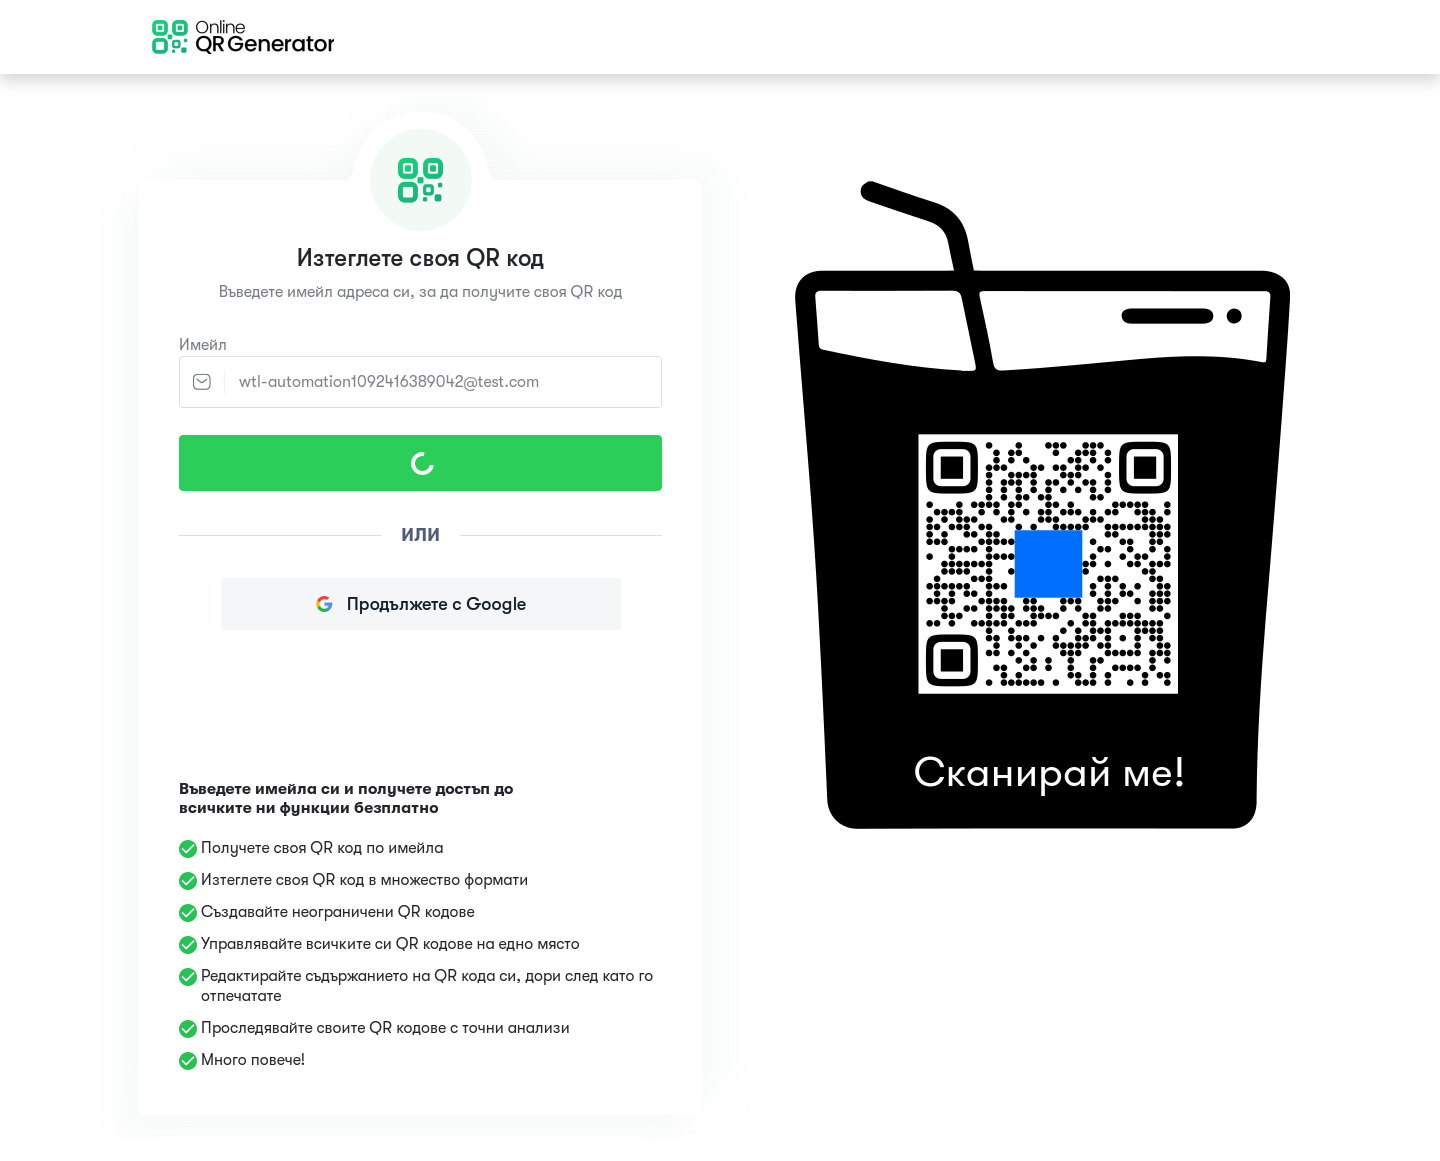 Online
QR Generator
Изтеглете своя QR код
Въведете имейл адреса си, за да получите своя QR код
Имейл
wtl-automation1092416389042@test.com
или
Продължете с Google
Въведете имейла си и получете достъп до
всичките ни функции безплатно
Получете своя QR код по имейла
Изтеглете своя QR код в множество формати
Създавайте неограничени QR кодове
Управлявайте всичките си QR кодове на едно място
Редактирайте съдържанието на QR кода си, дори след като го
отпечатате
Проследявайте своите QR кодове с точни анализи
Много повече!
Сканирай ме!